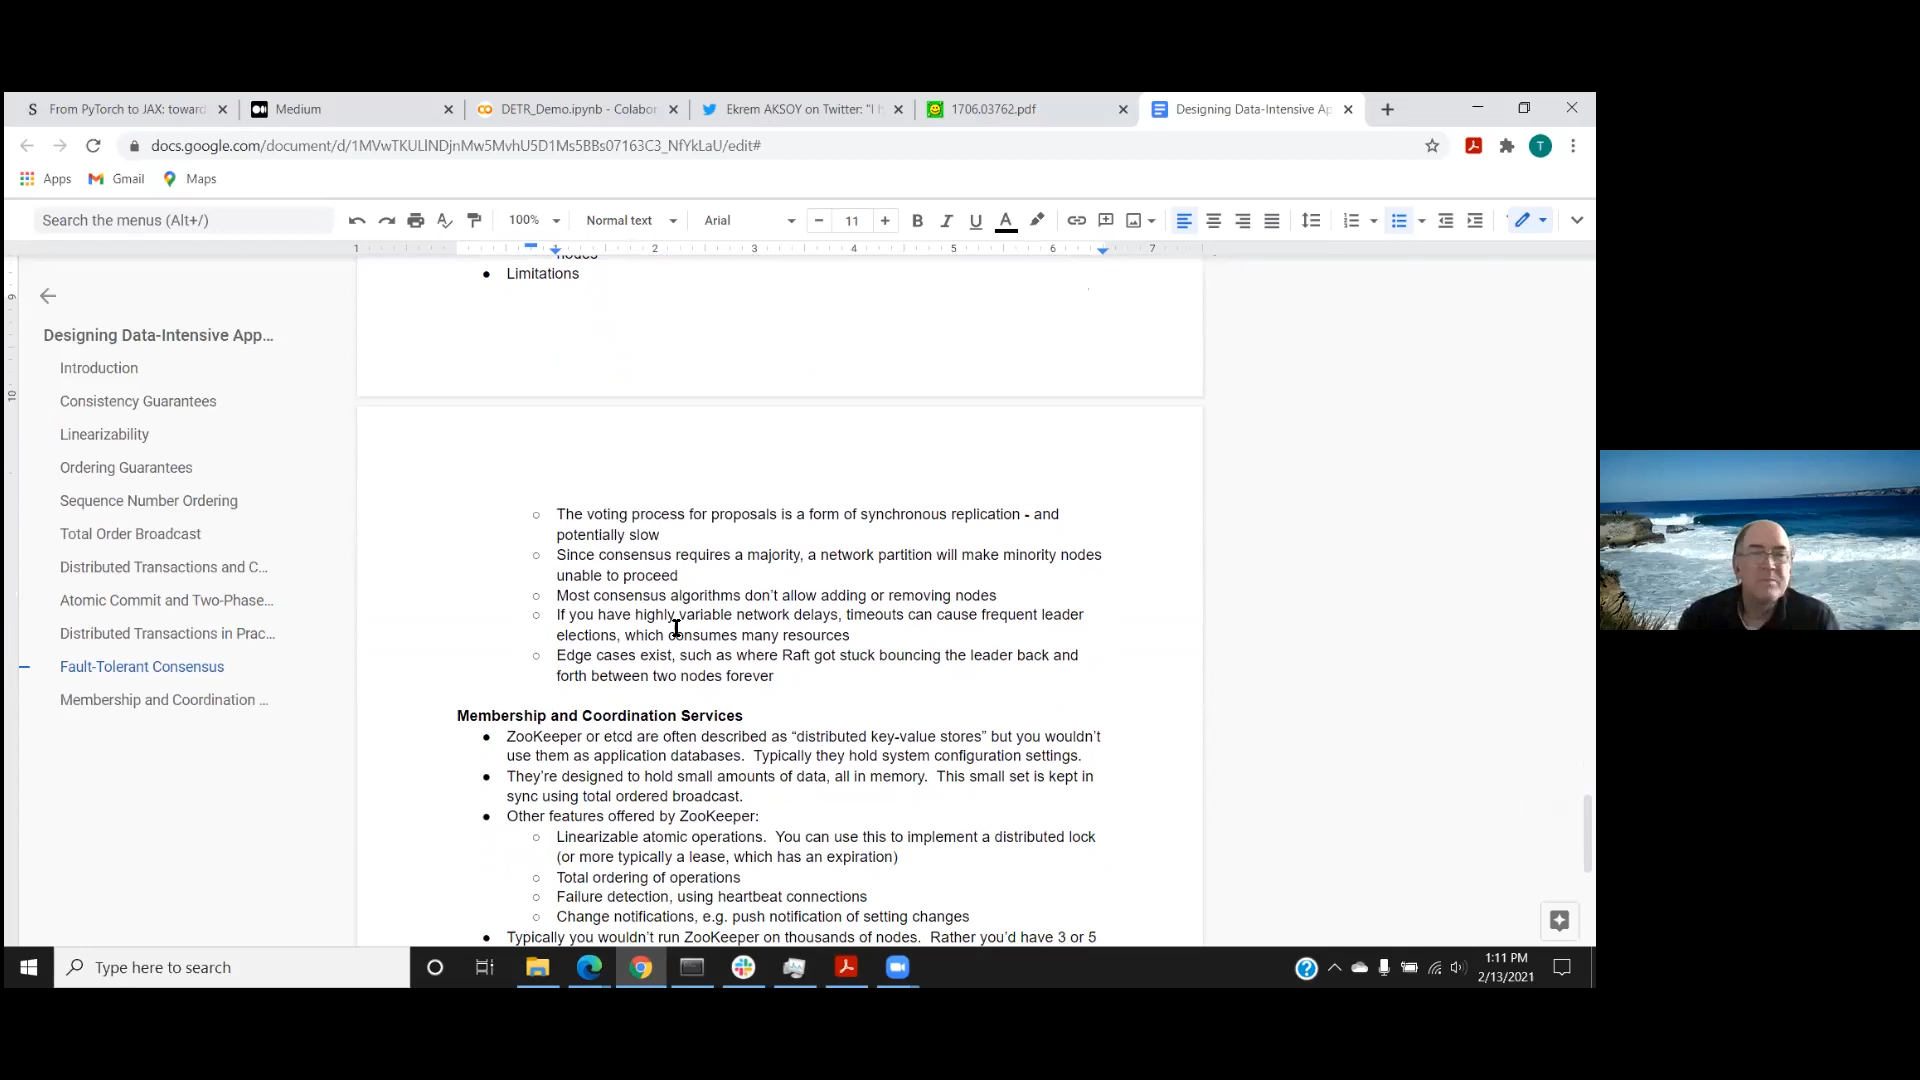 From PyTorch to JAX: toward
Medium
DETR_Demo.ipynb - Colabor
Ekrem AKSOY on Twitter: "I h
1706.03762.pdf
Designing Data-Intensive Ap
docs.google.com/document/d/1MVwTKULlNDjnMw5MvhU5D1Ms5BBs07163C3_NfYkLaU/edit#
T
Apps
Gmail
Maps
Search the menus (Alt+/)
100%
Normal text
Arial
11
B I U A
1 1 2 3 4 5 6 7
nodes
● Limitations
9
10
Designing Data-Intensive App...
Introduction
Consistency Guarantees
Linearizability
Ordering Guarantees
Sequence Number Ordering
Total Order Broadcast
Distributed Transactions and C...
Atomic Commit and Two-Phase...
Distributed Transactions in Prac...
Fault-Tolerant Consensus
Membership and Coordination ...
○ The voting process for proposals is a form of synchronous replication - and
potentially slow
○ Since consensus requires a majority, a network partition will make minority nodes
unable to proceed
○ Most consensus algorithms don't allow adding or removing nodes
○ If you have highly variable network delays, timeouts can cause frequent leader
elections, which consumes many resources
○ Edge cases exist, such as where Raft got stuck bouncing the leader back and
forth between two nodes forever
Membership and Coordination Services
● ZooKeeper or etcd are often described as “distributed key-value stores” but you wouldn't
use them as application databases. Typically they hold system configuration settings.
● They're designed to hold small amounts of data, all in memory. This small set is kept in
sync using total ordered broadcast.
● Other features offered by ZooKeeper:
○ Linearizable atomic operations. You can use this to implement a distributed lock
(or more typically a lease, which has an expiration)
○ Total ordering of operations
○ Failure detection, using heartbeat connections
○ Change notifications, e.g. push notification of setting changes
● Typically you wouldn't run ZooKeeper on thousands of nodes. Rather you'd have 3 or 5
Type here to search
1:11 PM
2/13/2021